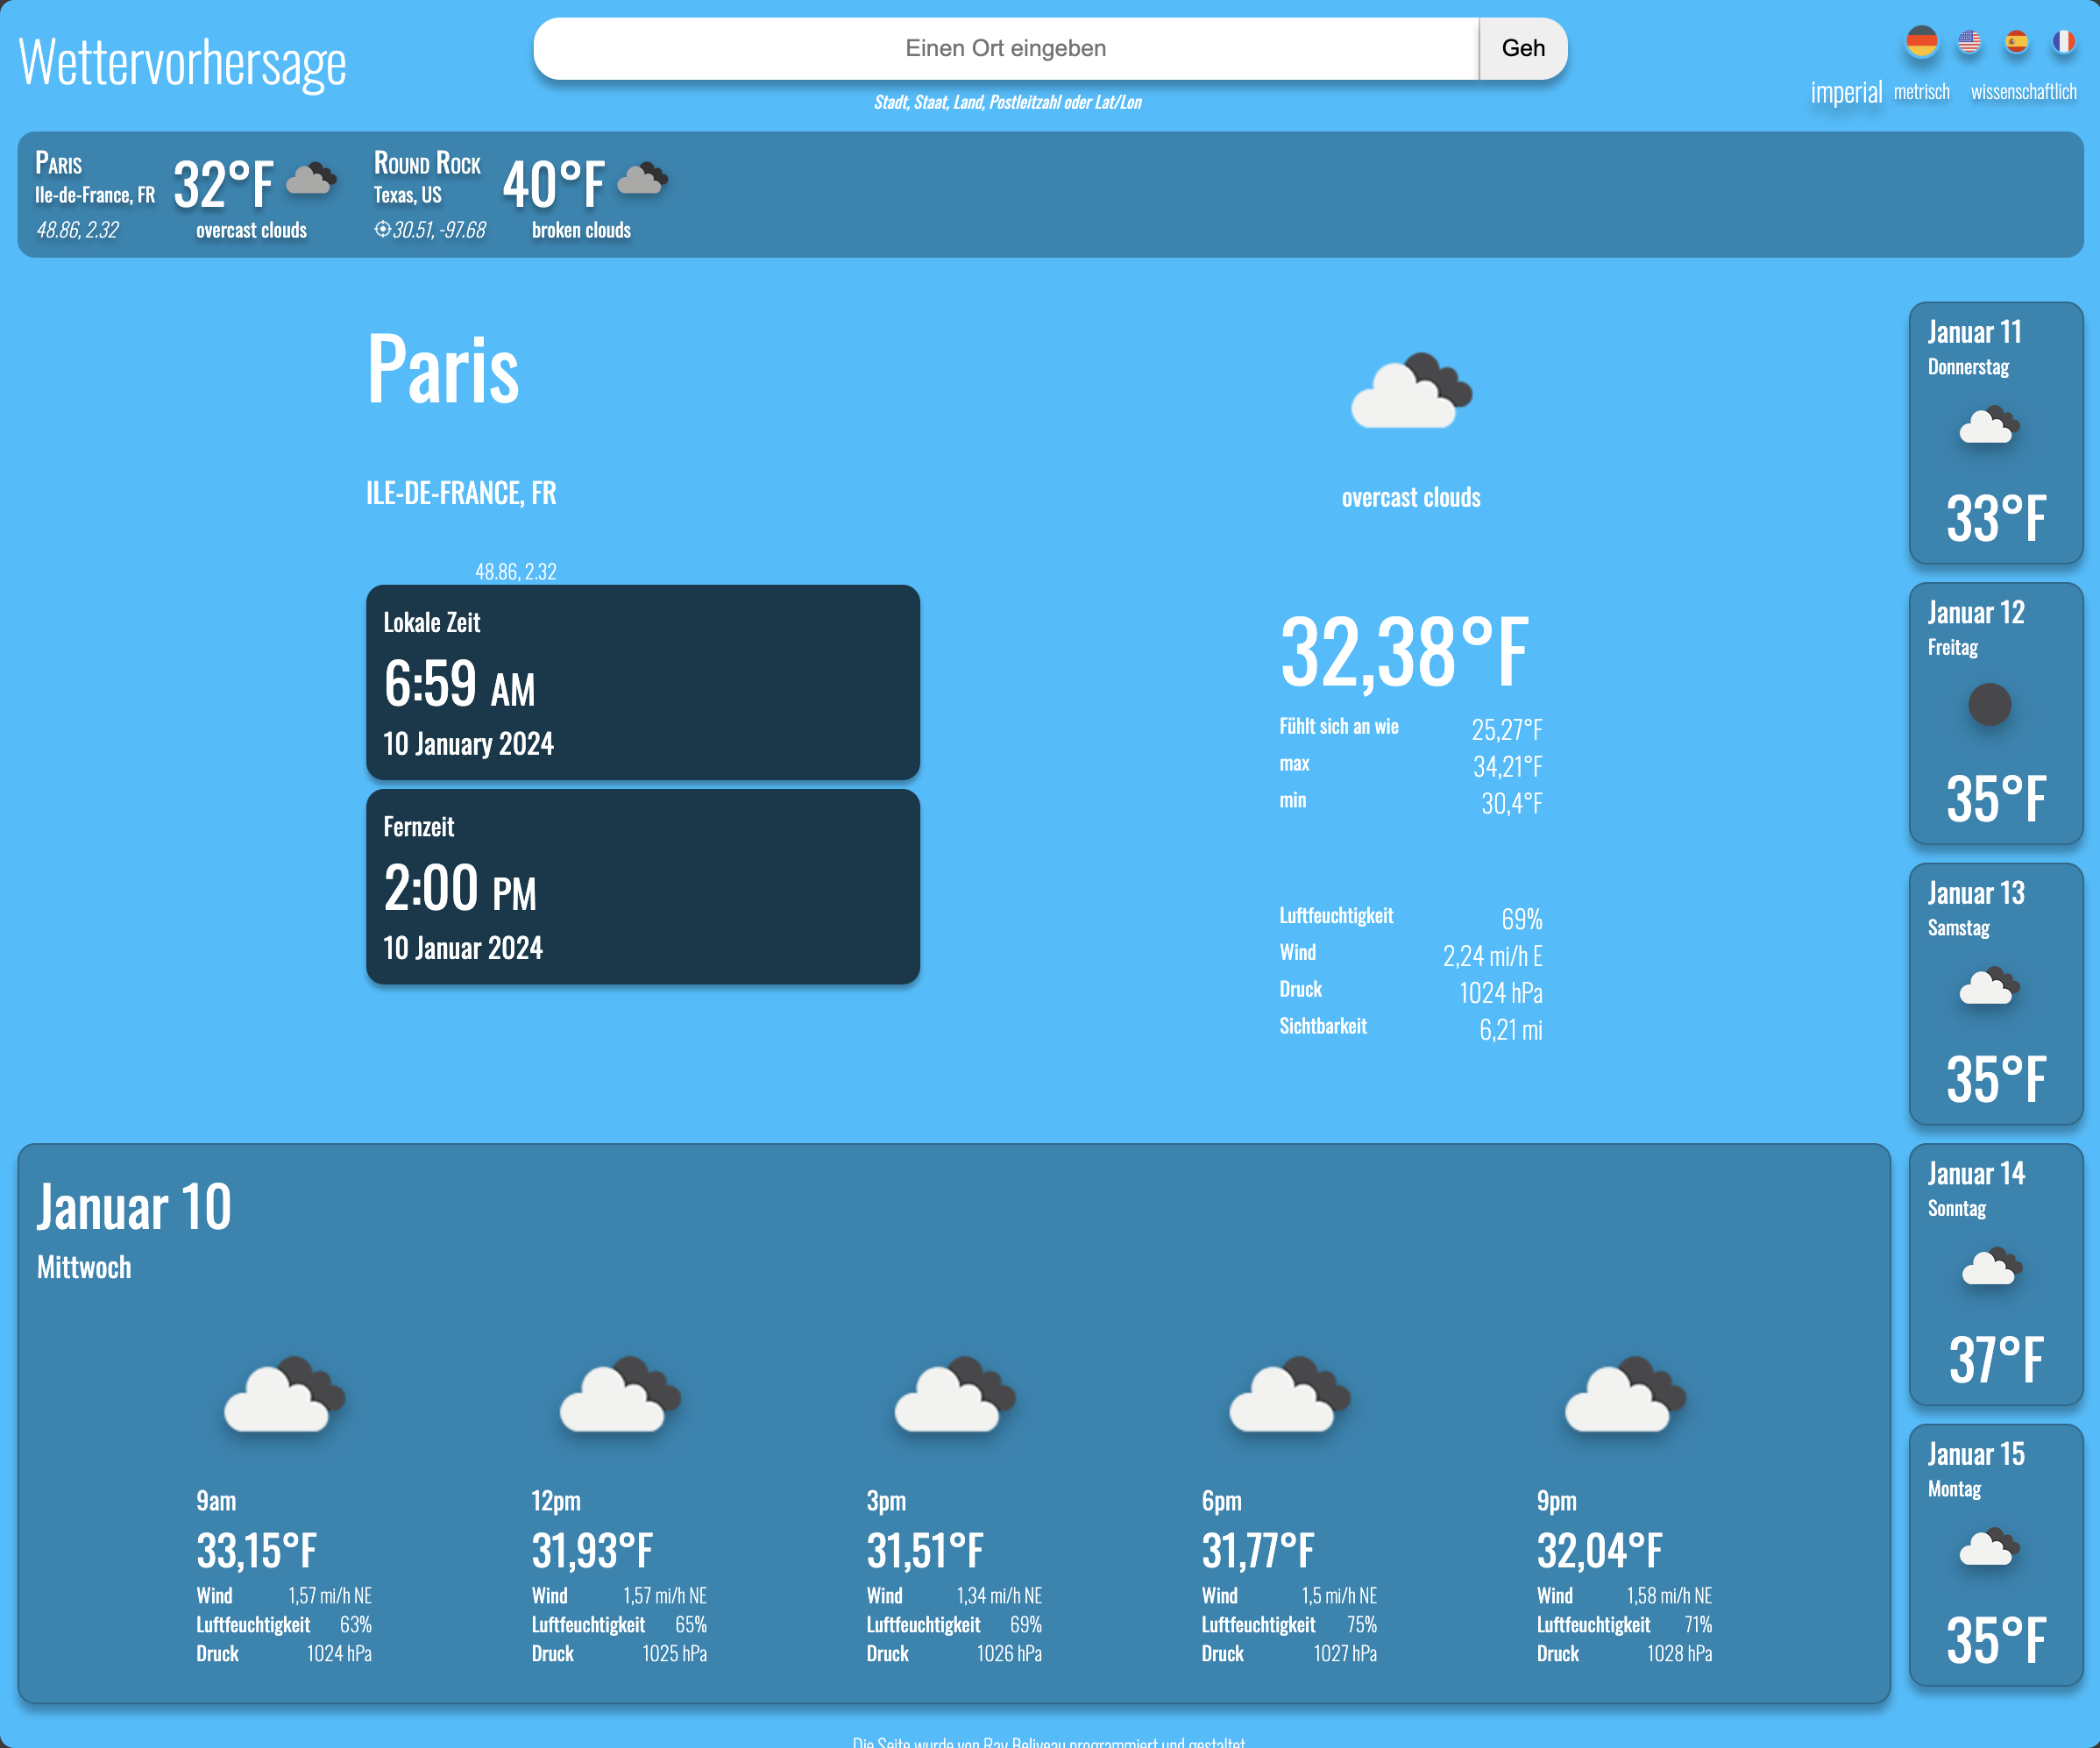 Wettervorhersage
Einen Ort eingeben
Geh
Stadt, Staat, Land, Postleitzahl oder Lat/Lon
imperial metrisch wissenschaftlich
Paris
Ile-de-France, FR
48.86, 2.32
32°F
overcast clouds
Round Rock
Texas, US
30.51, -97.68
40°F
broken clouds
Paris
ILE-DE-FRANCE, FR
48.86, 2.32
Lokale Zeit
6:59 AM
10 January 2024
Fernzeit
2:00 PM
10 Januar 2024
overcast clouds
32,38°F
Fühlt sich an wie 25,27°F
max 34,21°F
min 30,4°F
Luftfeuchtigkeit 69%
Wind 2,24 mi/h E
Druck 1024 hPa
Sichtbarkeit 6,21 mi
Januar 11
Donnerstag
33°F
Januar 12
Freitag
35°F
Januar 13
Samstag
35°F
Januar 14
Sonntag
37°F
Januar 15
Montag
35°F
Januar 10
Mittwoch
9am
33,15°F
Wind 1,57 mi/h NE
Luftfeuchtigkeit 63%
Druck 1024 hPa
12pm
31,93°F
Wind 1,57 mi/h NE
Luftfeuchtigkeit 65%
Druck 1025 hPa
3pm
31,51°F
Wind 1,34 mi/h NE
Luftfeuchtigkeit 69%
Druck 1026 hPa
6pm
31,77°F
Wind 1,5 mi/h NE
Luftfeuchtigkeit 75%
Druck 1027 hPa
9pm
32,04°F
Wind 1,58 mi/h NE
Luftfeuchtigkeit 71%
Druck 1028 hPa
Die Seite wurde von Ray Beliveau programmiert und gestaltet